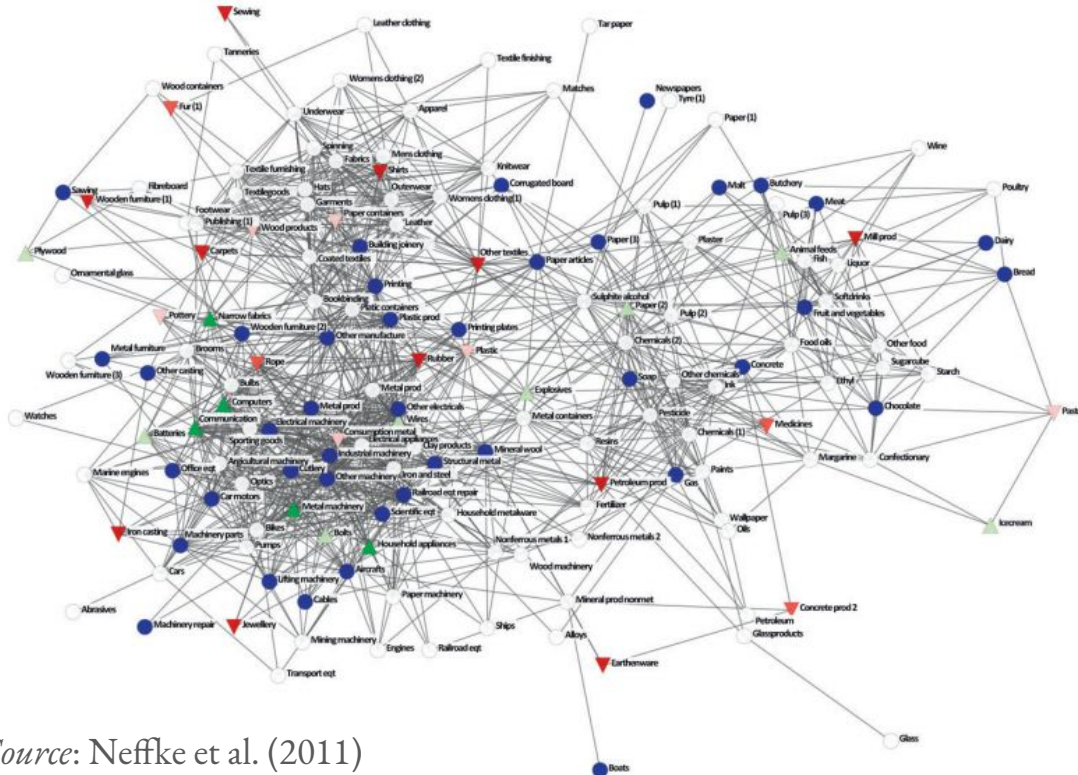 Sewing
Leather clothing
Tar paper
Tanneries
Textile finishing
Womens clothing (2)
Wood containers
Matches
Newspapers
Tyre (1)
Fur (1)
Underwear
Apparel
Paper (1)
Spinning
Mens clothing
Fabrics
Wine
Textile furnishing
Shirts
Knitwear
Sawing
Fibreboard
Hats
Outerwear
Corrugated board
Malt
Butchery
Poultry
Textilegoods
Wooden furniture (1)
Garments
Womens clothing(1)
Meat
Pulp (1)
Pulp (3)
Footwear
Paper containers
Publishing (1)
Wood products
Leather
Plywood
Carpets
Building joinery
Other textiles
Paper (3)
Plaster
Mill prod
Dairy
Animal feeds
Fish
Coated textiles
Paper articles
Liquor
Bread
Ornamental glass
Printing
Bookbinding
Sulphite alcohol
Softdrinks
Platic containers
Paper (2)
Pulp (2)
Fruit and vegetables
Pottery
Narrow fabrics
Plastic prod
Wooden furniture (2)
Other manufacture
Printing plates
Chemicals (2)
Food oils
Other food
Metal furniture
Brooms
Plastic
Rubber
Rope
Sugarcube
Wooden furniture (3)
Other casting
Concrete
Starch
Soap
Other chemicals
Ink
Ethyl
Bulbs
Metal prod
Explosives
Computers
Metal prod
Other electricals
Chocolate
Watches
Communication
Wires
Metal containers
Pesticide
Electrical machinery
Medicines
Batteries
Consumption metal
Chemicals (1)
Sporting goods
Electrical appliances
Clay products
Mineral wool
Resins
Industrial machinery
Argicultural machinery
Structural metal
Margarine
Confectionary
Marine engines
Office eqt
Cutlery
Iron and steel
Paints
Optics
Other machinery
Petroleum prod
Gas
Car motors
Railroad eqt repair
Metal machinery
Scientific eqt
Household metalware
Fertilizer
Wallpaper
Oils
Icecream
Iron casting
Machinery parts
Bikes
Bolts
Household appliances
Nonferrous metals 1
Nonferrous metals 2
Pumps
Cars
Wood machinery
Lifting machinery
Aircrafts
Paper machinery
Abrasives
Cables
Mineral prod nonmet
Concrete prod 2
Petroleum
Machinery repair
Jewellery
Ships
Glassproducts
Mining machinery
Engines
Railroad eqt
Alloys
Earthenware
Transport eqt
Glass
Boats
ource: Neffke et al. (2011)